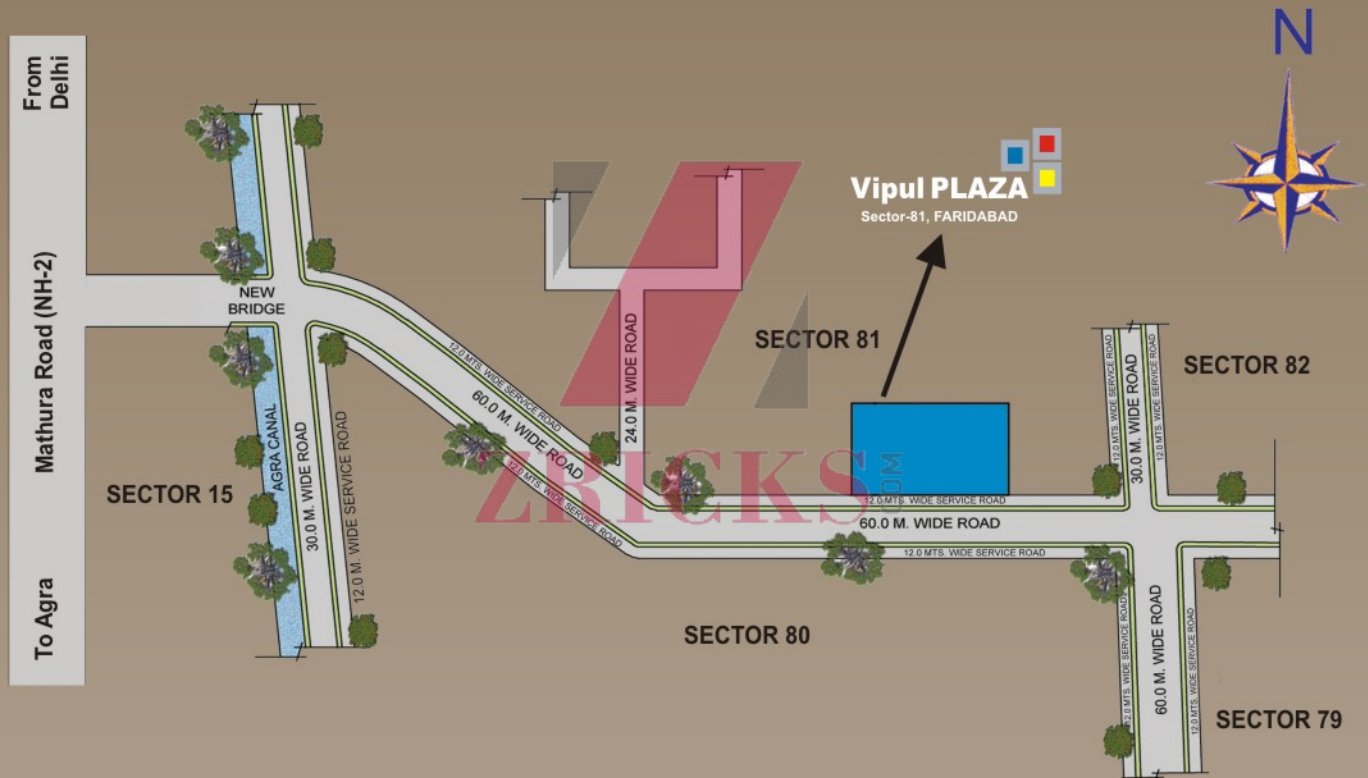 N
From
Delhi
Mathura Road (NH-2)
To Agra
Vipul PLAZA
Sector-81, FARIDABAD
NEW
BRIDGE
SECTOR 81
SECTOR 82
12.0 MTS. WIDE SERVICE ROAD
60.0 M. WIDE ROAD
12.0 MTS. WIDE SERVICE ROAD
24.0 M. WIDE ROAD
12.0 MTS. WIDE SERVICE ROAD
30.0 M. WIDE ROAD
12.0 MTS. WIDE SERVICE ROAD
SECTOR 15
AGRA CANAL
30.0 M. WIDE ROAD
12.0 M. WIDE SERVICE ROAD
ZRICKS
.COM
12.0 MTS. WIDE SERVICE ROAD
60.0 M. WIDE ROAD
12.0 MTS. WIDE SERVICE ROAD
SECTOR 80
12.0 MTS. WIDE SERVICE ROAD
60.0 M. WIDE ROAD
12.0 MTS. WIDE SERVICE ROAD
SECTOR 79